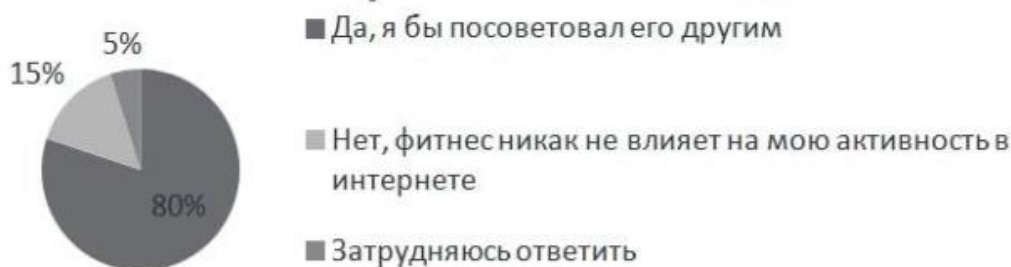 Да, я бы посоветовал его другим
5%
15%
Нет, фитнес никак не влияет на мою активность в
интернете
80%
Затрудняюсь ответить